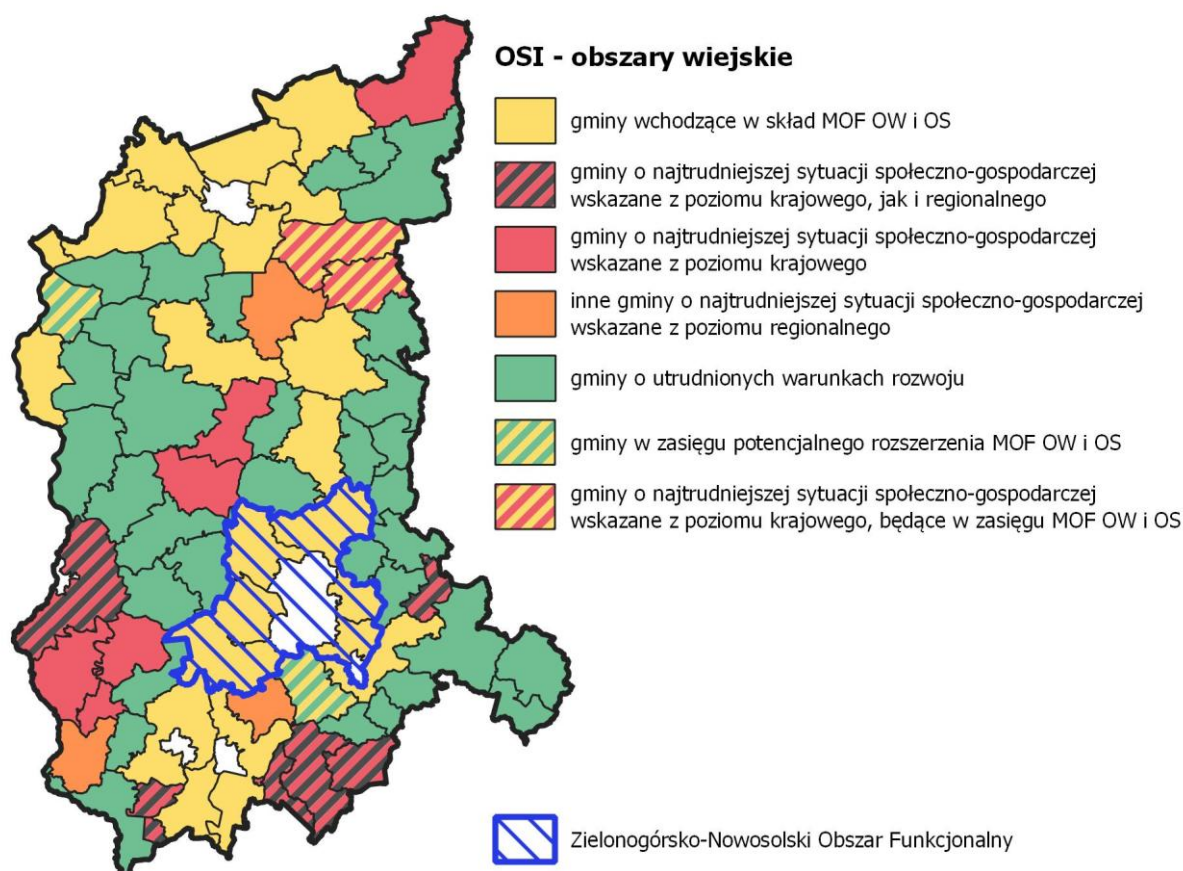 OSI - obszary wiejskie
gminy wchodzące w skład MOF OW i OS
gminy o najtrudniejszej sytuacji społeczno-gospodarczej
wskazane z poziomu krajowego, jak i regionalnego
gminy o najtrudniejszej sytuacji społeczno-gospodarczej
wskazane z poziomu krajowego
inne gminy o najtrudniejszej sytuacji społeczno-gospodarczej
wskazane z poziomu regionalnego
gminy o utrudnionych warunkach rozwoju
gminy w zasięgu potencjalnego rozszerzenia MOF OW i OS
gminy o najtrudniejszej sytuacji społeczno-gospodarczej
wskazane z poziomu krajowego, będące w zasięgu MOF OW i OS
Zielonogórsko-Nowosolski Obszar Funkcjonalny